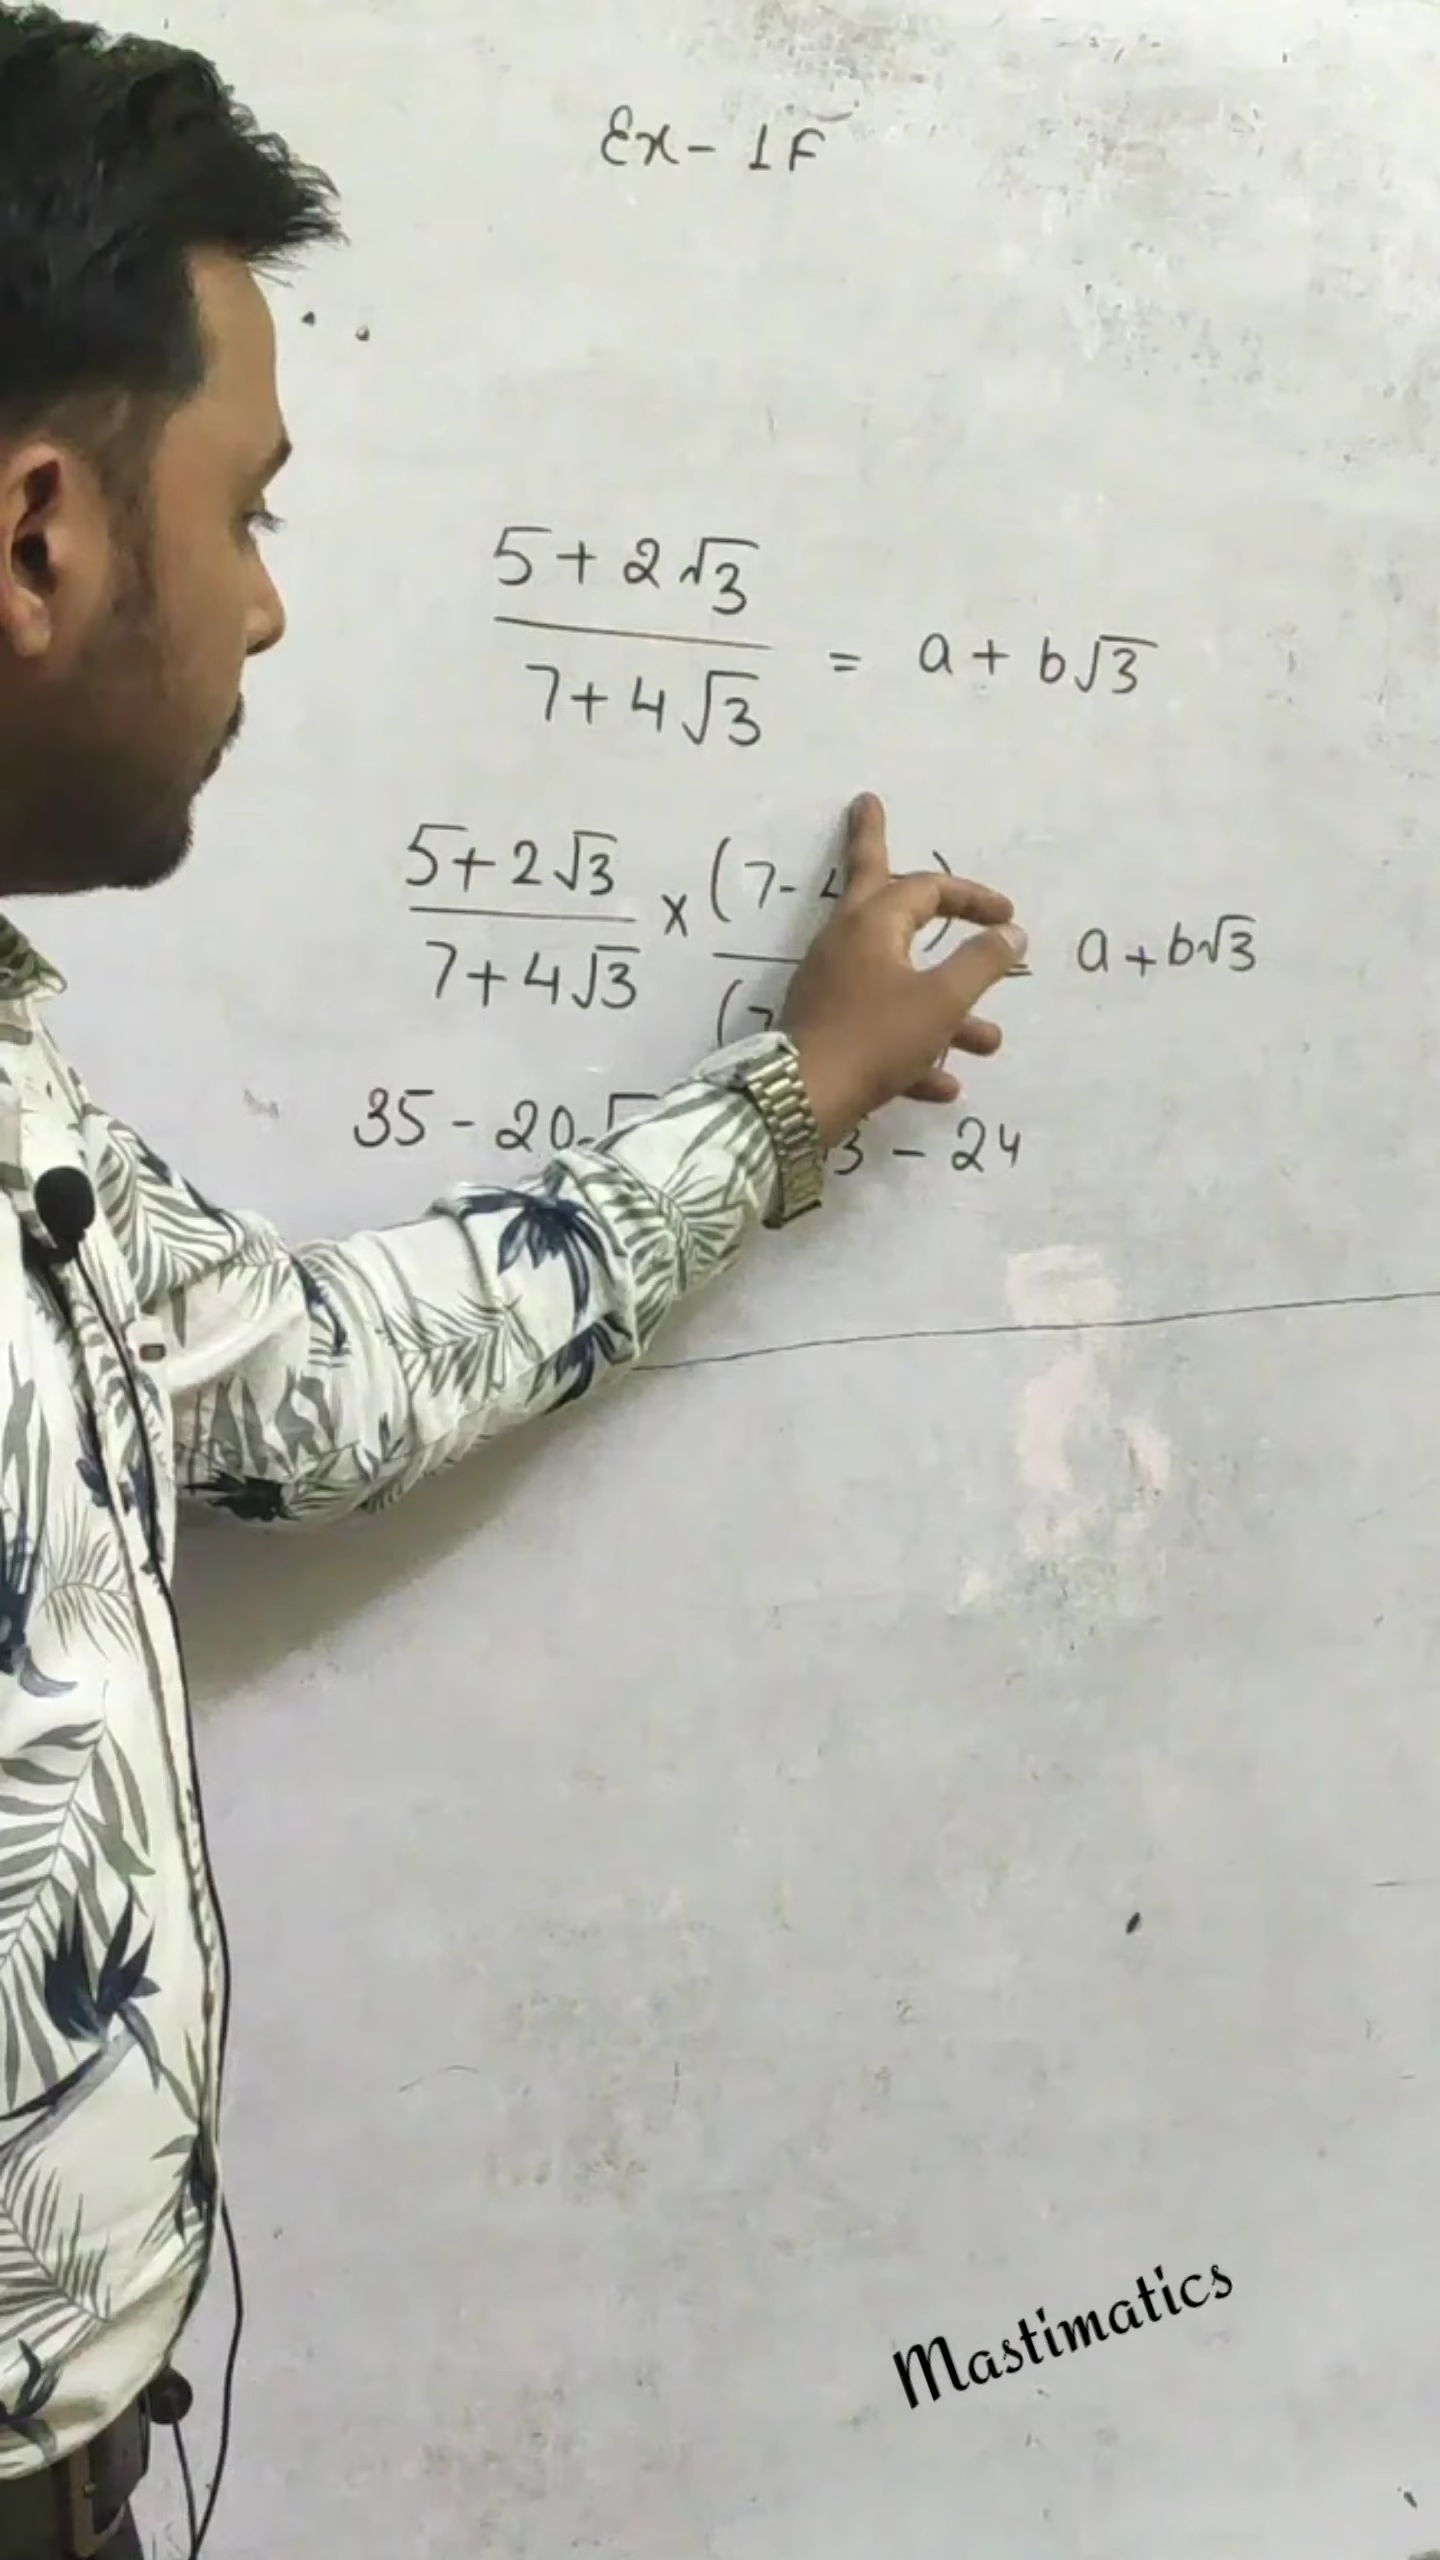 Ex - 1F
5 + 2√3
7 + 4√3
= a + b√3
5 + 2√3
7 + 4√3
× (7 -
(7
= a + b√3
35 - 20√ 3 - 24
Mastimatics